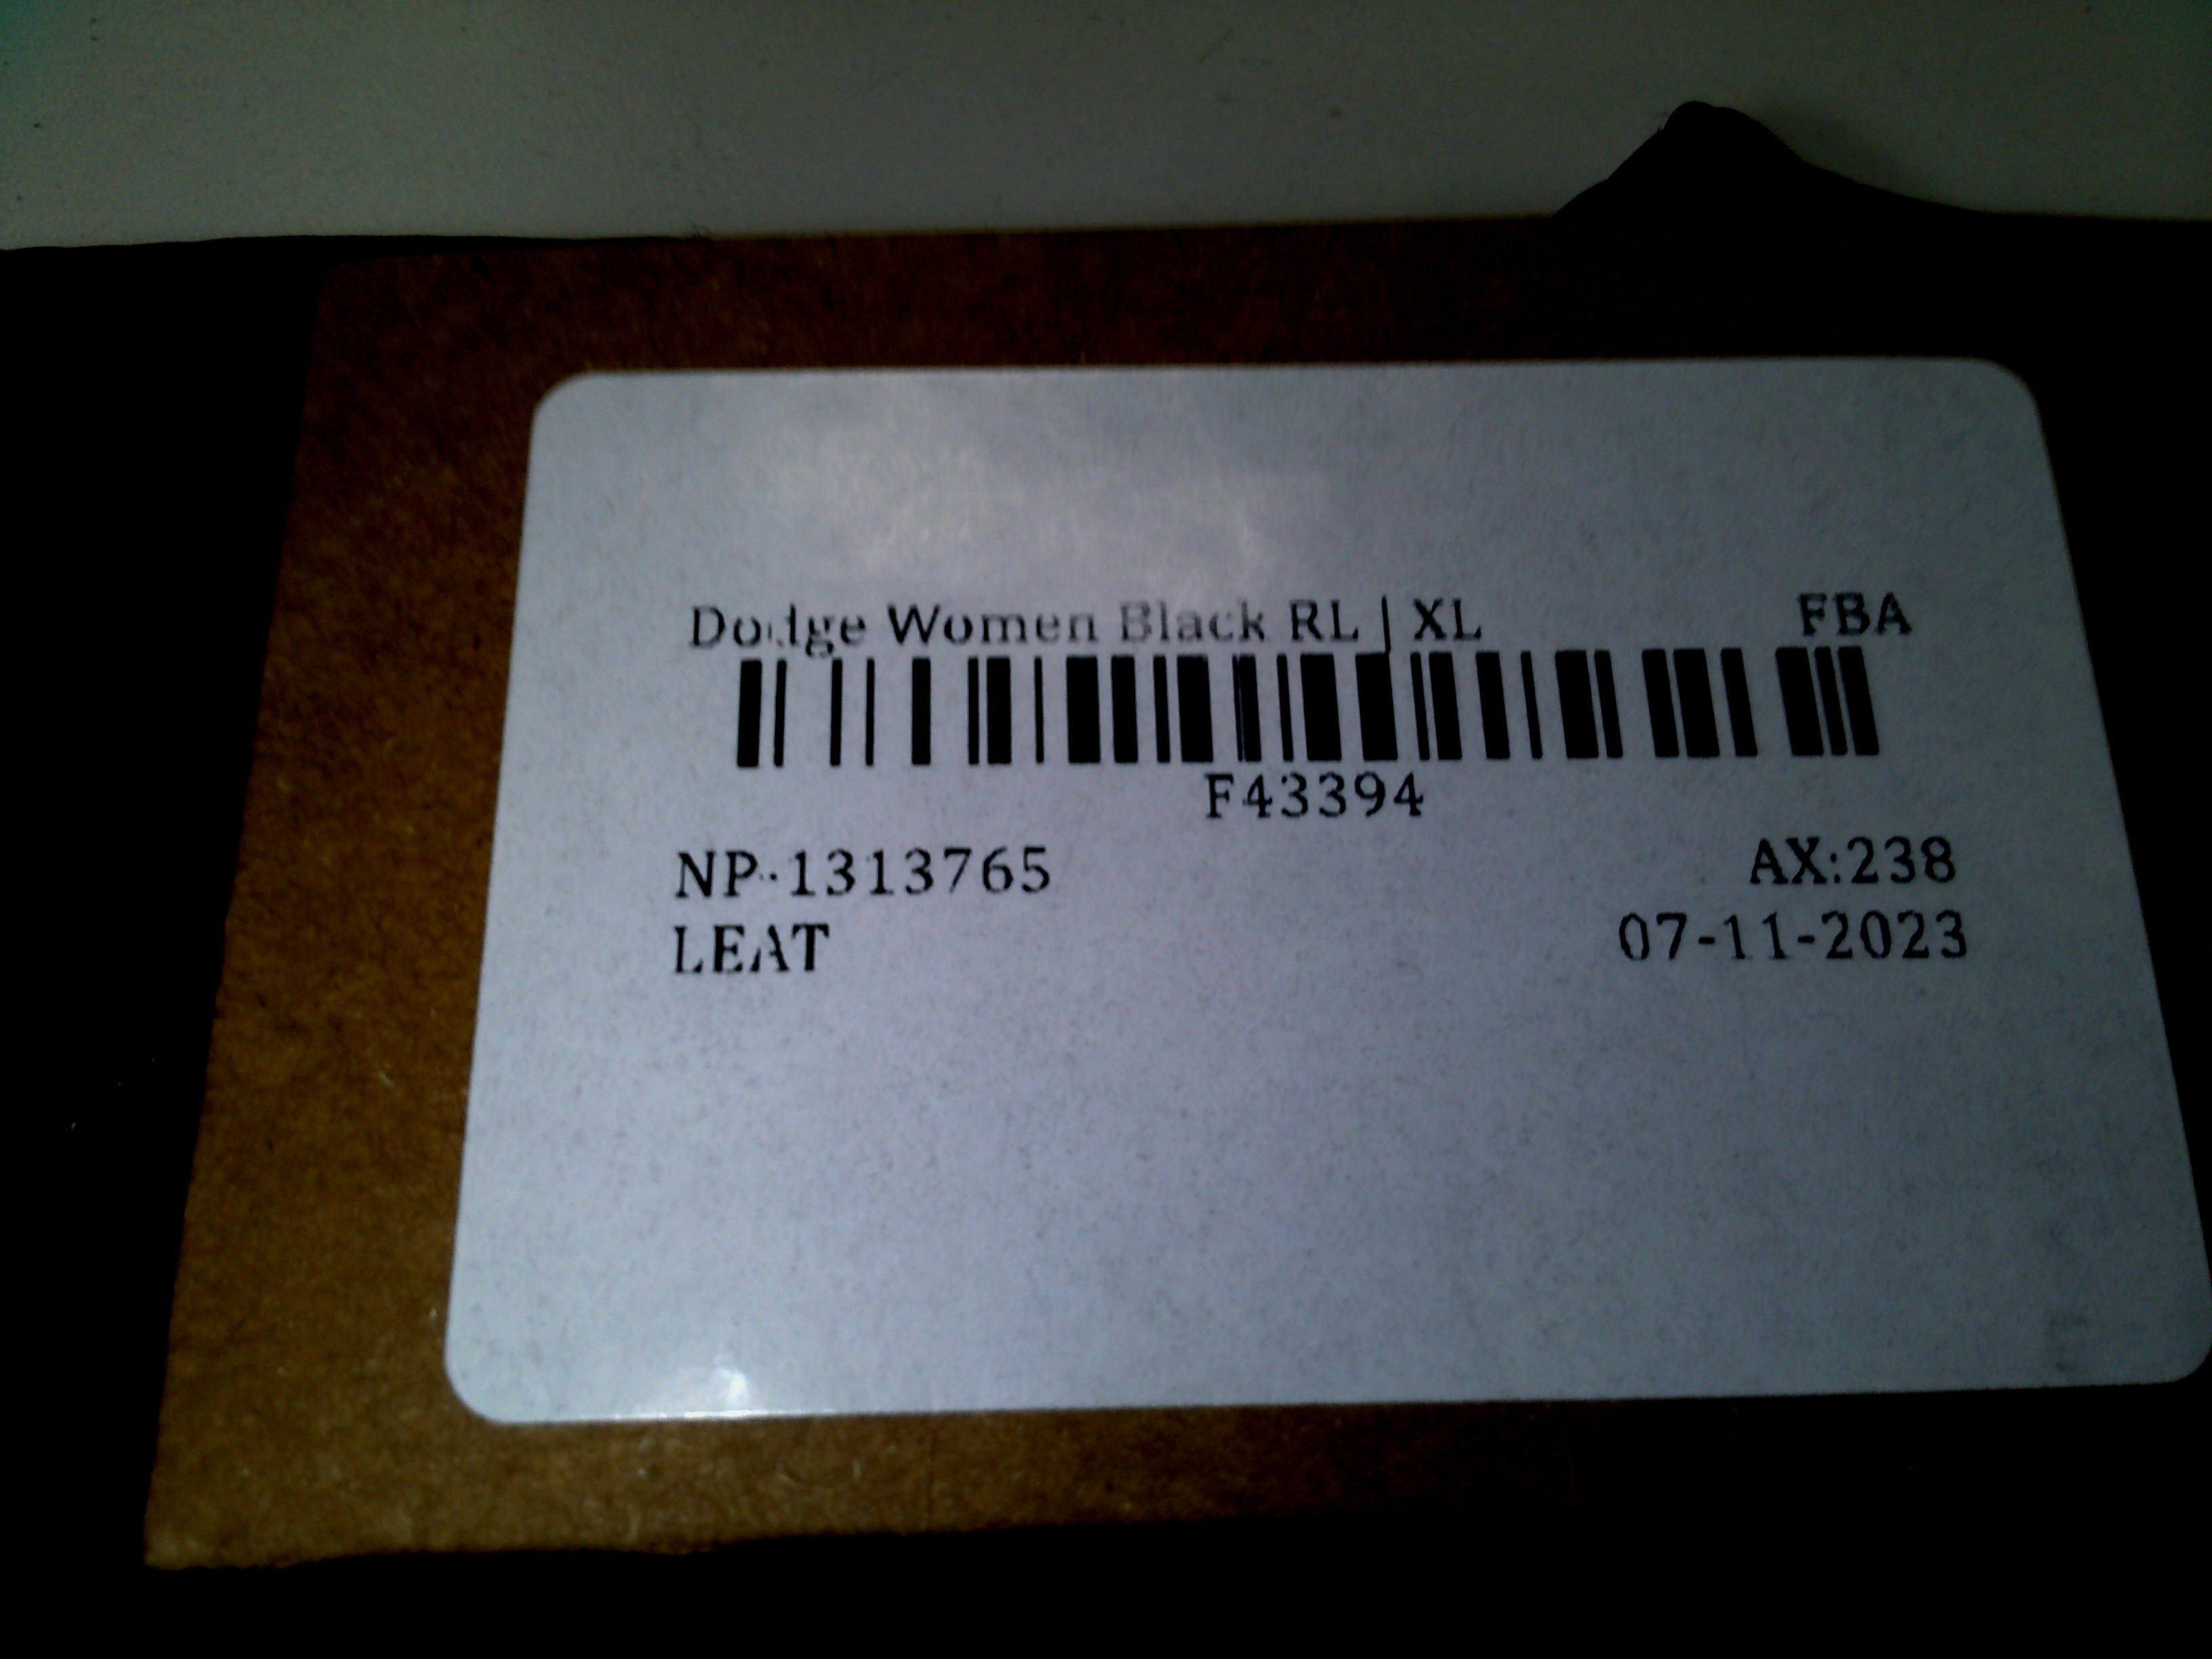 Dodge Women Black RL | XL FBA
F43394
NP-1313765 AX:238
LEAT 07-11-2023